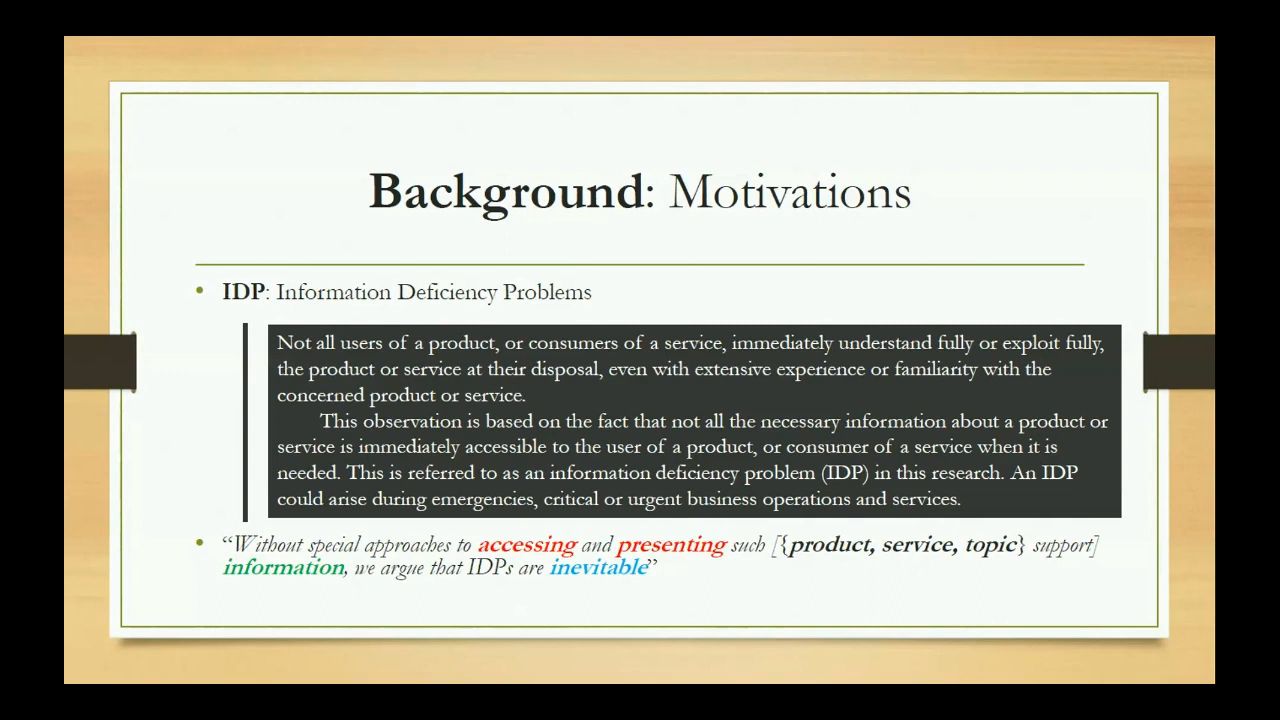 Background: Motivations
• IDP: Information Deficiency Problems
Not all users of a product, or consumers of a service, immediately understand fully or exploit fully,
the product or service at their disposal, even with extensive experience or familiarity with the
concerned product or service.
This observation is based on the fact that not all the necessary information about a product or
service is immediately accessible to the user of a product, or consumer of a service when it is
needed. This is referred to as an information deficiency problem (IDP) in this research. An IDP
could arise during emergencies, critical or urgent business operations and services.
• “Without special approaches to accessing and presenting such [{product, service, topic} support]
information, we argue that IDPs are inevitable”